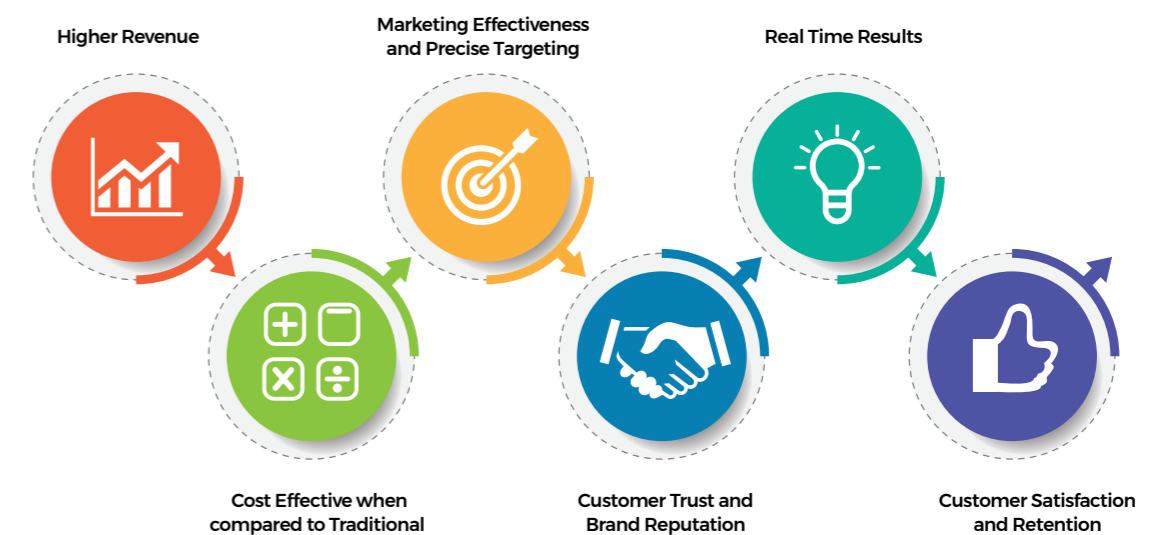 Higher Revenue
Marketing Effectiveness
and Precise Targeting
Real Time Results
Cost Effective when
compared to Traditional
Customer Trust and
Brand Reputation
Customer Satisfaction
and Retention